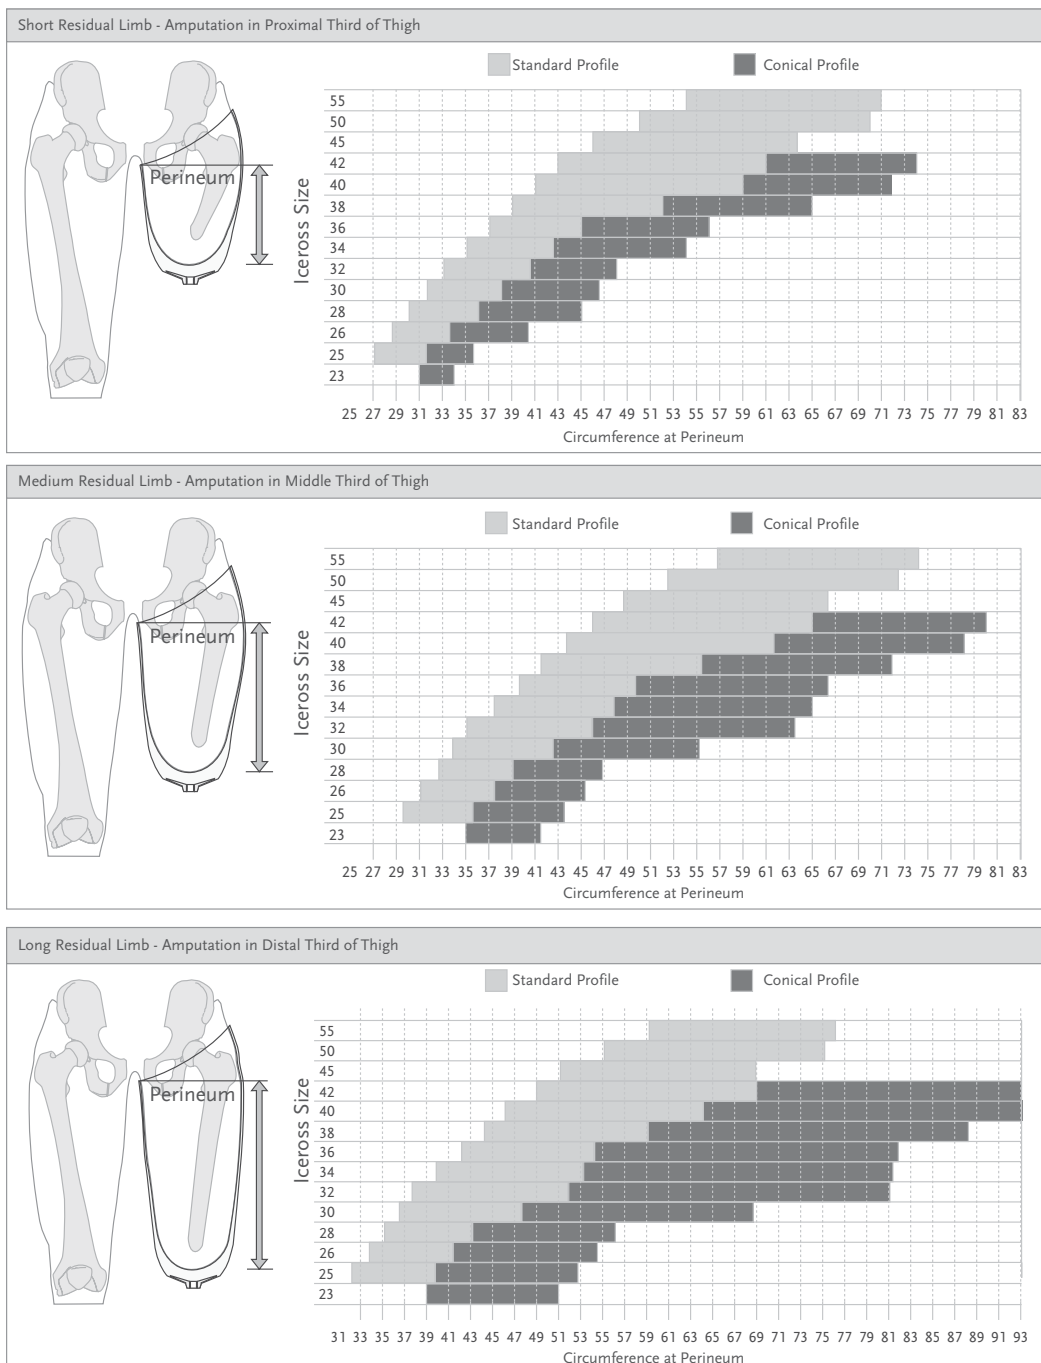 Short Residual Limb - Amputation in Proximal Third of Thigh
Standard Profile
Conical Profile
Perineum
Iceross Size
55
50
45
42
40
38
36
34
32
30
28
26
25
23
25 27 29 31 33 35 37 39 41 43 45 47 49 51 53 55 57 59 61 63 65 67 69 71 73 75 77 79 81 83
Circumference at Perineum
Medium Residual Limb - Amputation in Middle Third of Thigh
Standard Profile
Conical Profile
Perineum
Iceross Size
55
50
45
42
40
38
36
34
32
30
28
26
25
23
25 27 29 31 33 35 37 39 41 43 45 47 49 51 53 55 57 59 61 63 65 67 69 71 73 75 77 79 81 83
Circumference at Perineum
Long Residual Limb - Amputation in Distal Third of Thigh
Standard Profile
Conical Profile
Perineum
Iceross Size
55
50
45
42
40
38
36
34
32
30
28
26
25
23
31 33 35 37 39 41 43 45 47 49 51 53 55 57 59 61 63 65 67 69 71 73 75 77 79 81 83 85 87 89 91 93
Circumference at Perineum